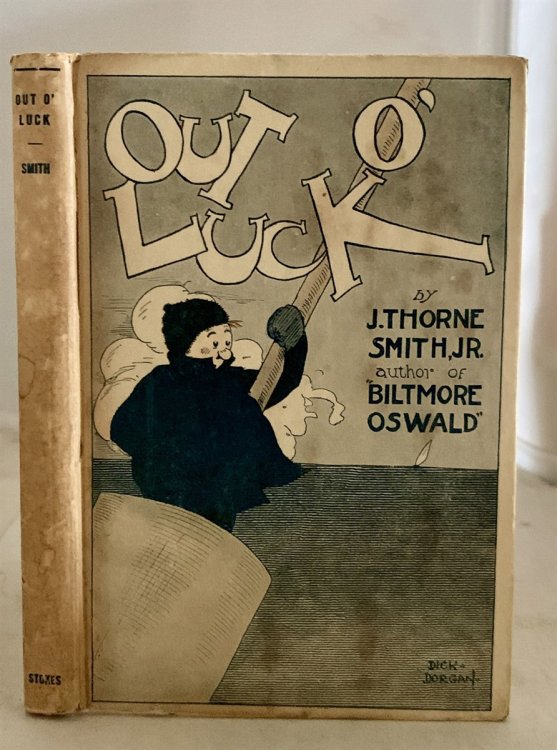 OUT O'
LUCK
SMITH
STOKES
OUT O'
LUCK
by
J. THORNE
SMITH, JR.
author of
"BILTMORE
OSWALD"
DICK
DORGAN